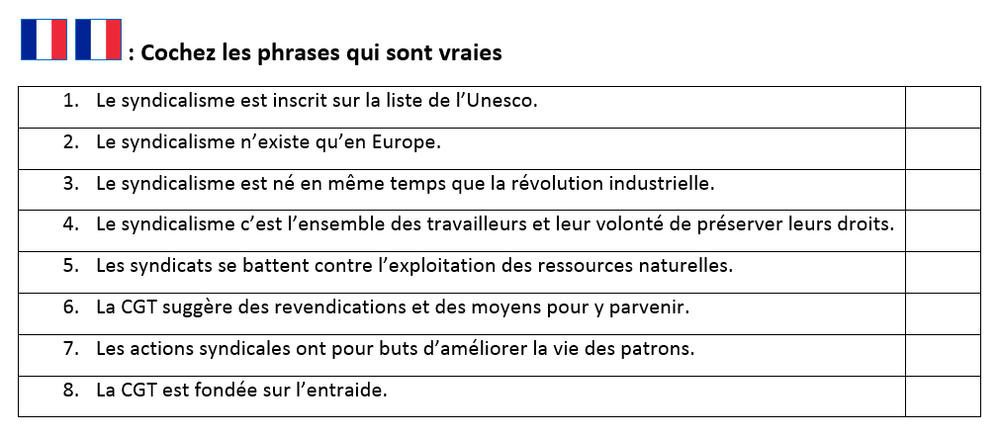 : Cochez les phrases qui sont vraies
1. Le syndicalisme est inscrit sur la liste de l’Unesco.
2. Le syndicalisme n’existe qu’en Europe.
3. Le syndicalisme est né en même temps que la révolution industrielle.
4. Le syndicalisme c’est l’ensemble des travailleurs et leur volonté de préserver leurs droits.
5. Les syndicats se battent contre l’exploitation des ressources naturelles.
6. La CGT suggère des revendications et des moyens pour y parvenir.
7. Les actions syndicales ont pour buts d’améliorer la vie des patrons.
8. La CGT est fondée sur l’entraide.